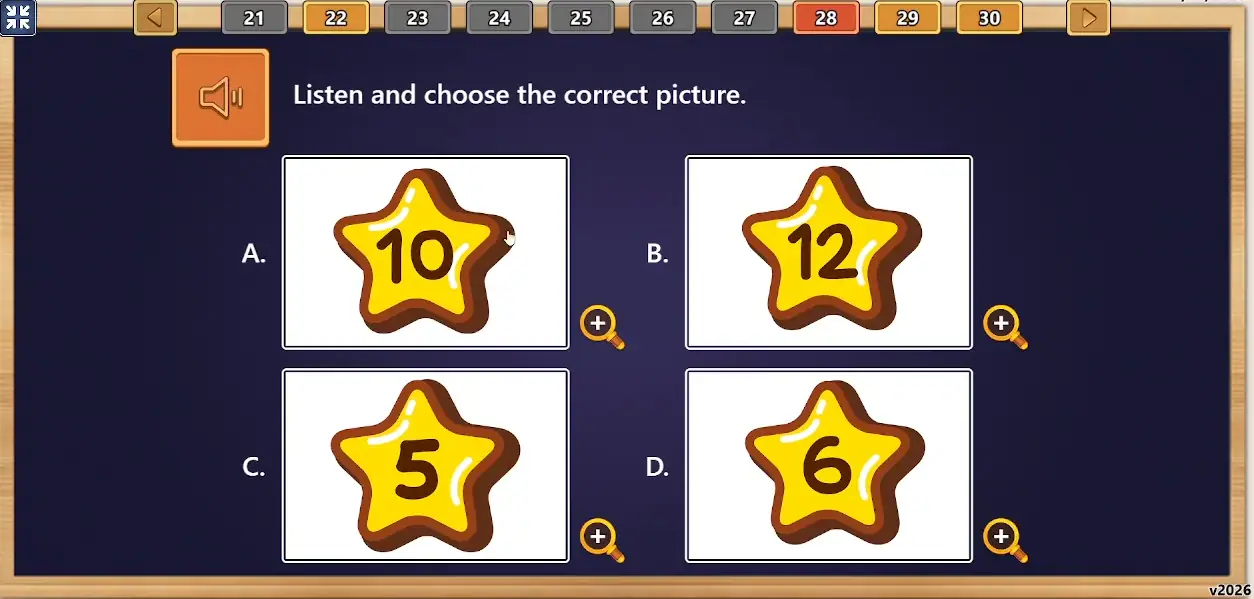 21 22 23 24 25 26 27 28 29 30
Listen and choose the correct picture.
A. 10
B. 12
C. 5
D. 6
v2026